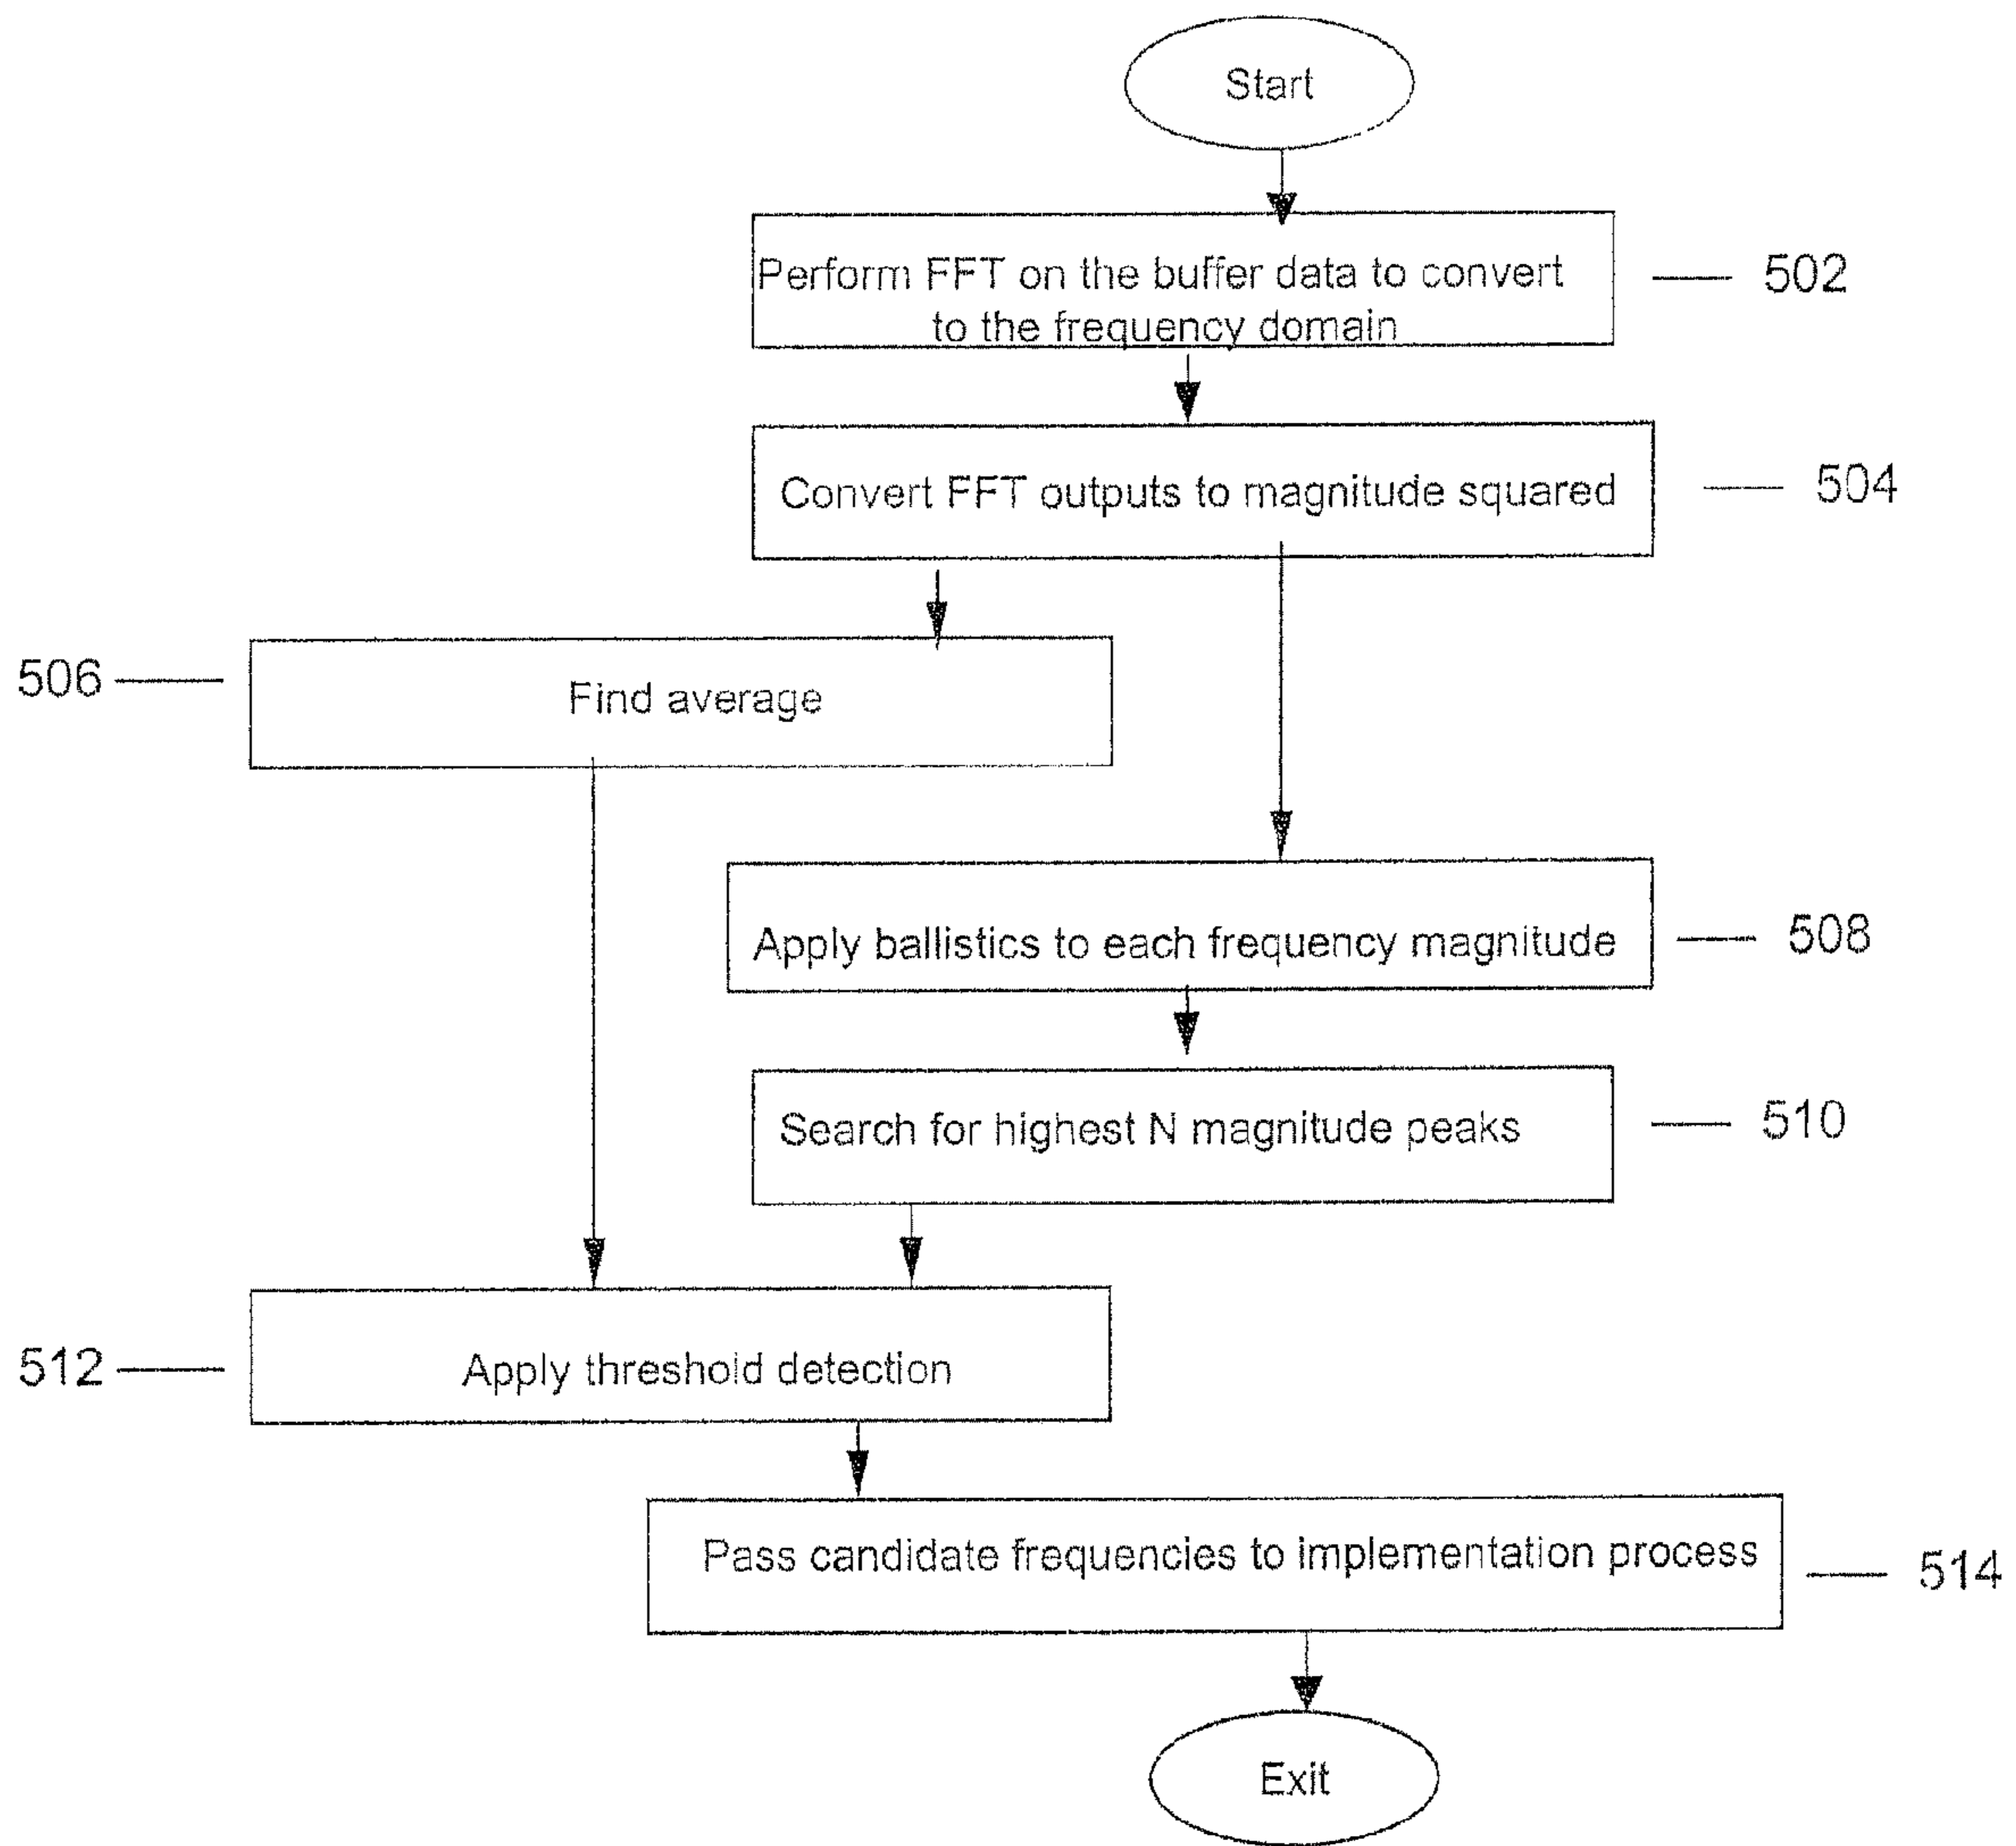 Start
Perform FFT on the buffer data to convert
to the frequency domain
502
Convert FFT outputs to magnitude squared
504
506
Find average
Apply ballistics to each frequency magnitude
508
Search for highest N magnitude peaks
510
512
Apply threshold detection
Pass candidate frequencies to implementation process
514
Exit